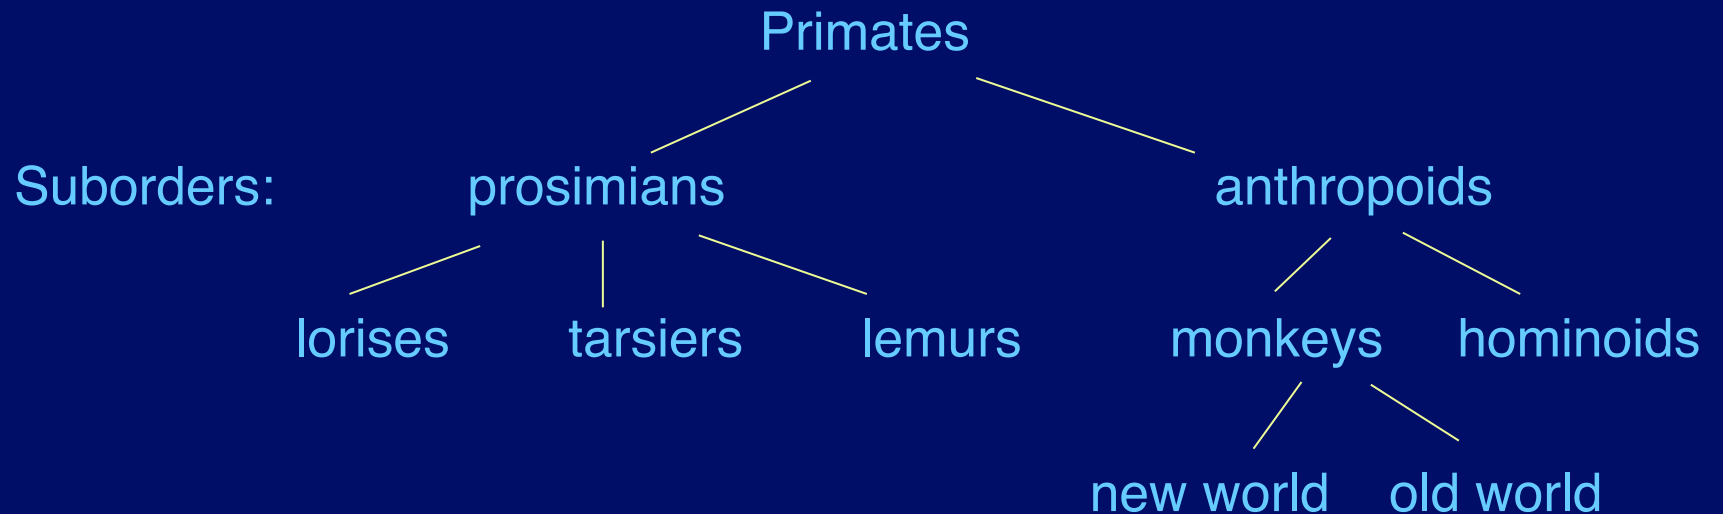 Primates
Suborders: prosimians anthropoids
lorises tarsiers lemurs monkeys hominoids
new world old world